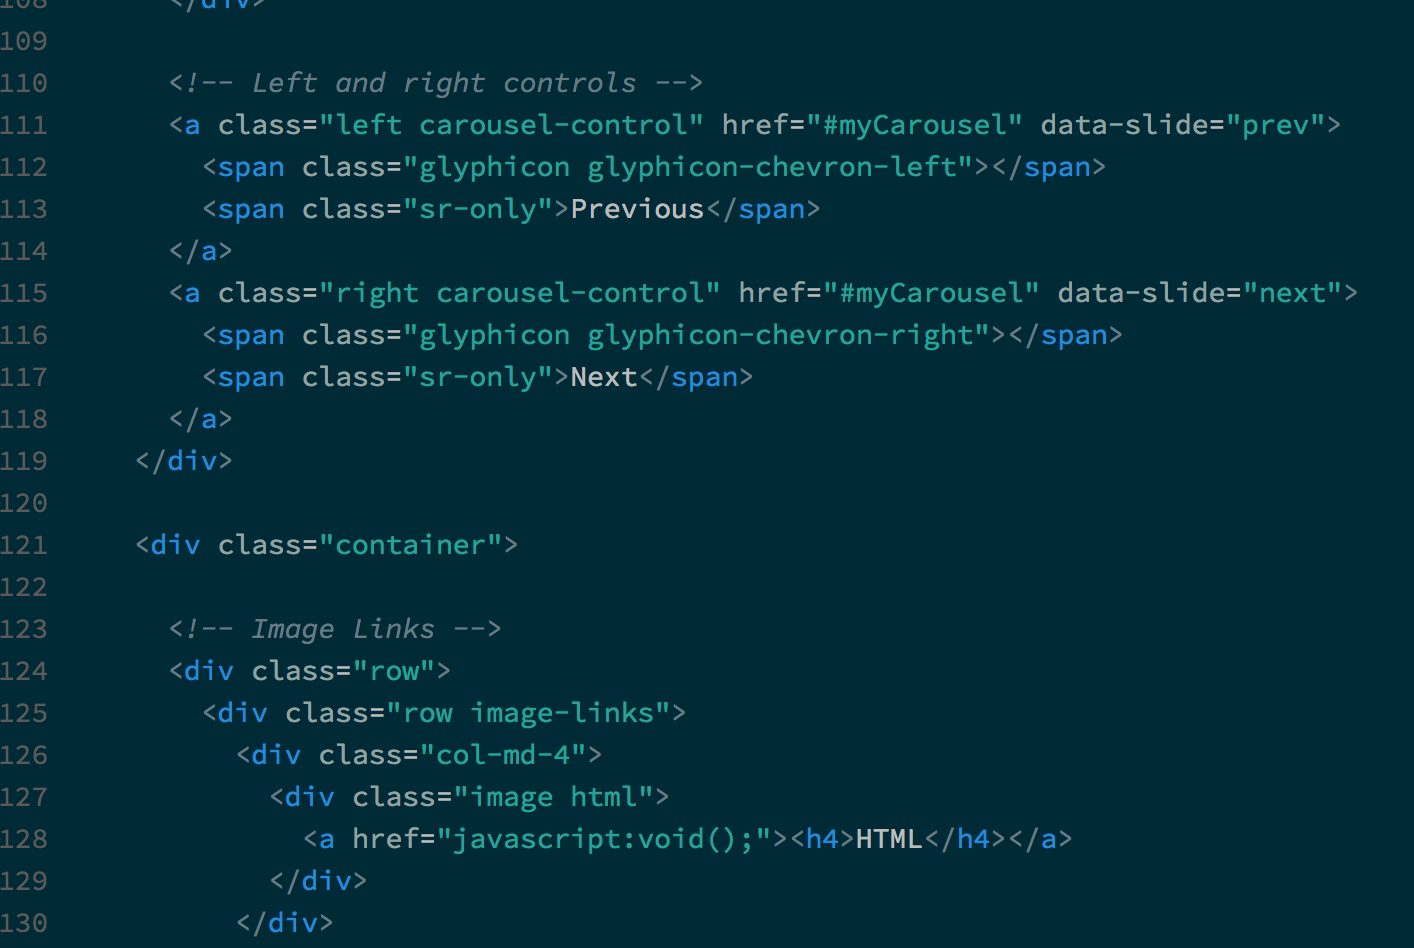 108 </div>
109
110 <!-- Left and right controls -->
111 <a class="left carousel-control" href="#myCarousel" data-slide="prev">
112 <span class="glyphicon glyphicon-chevron-left"></span>
113 <span class="sr-only">Previous</span>
114 </a>
115 <a class="right carousel-control" href="#myCarousel" data-slide="next">
116 <span class="glyphicon glyphicon-chevron-right"></span>
117 <span class="sr-only">Next</span>
118 </a>
119 </div>
120
121 <div class="container">
122
123 <!-- Image Links -->
124 <div class="row">
125 <div class="row image-links">
126 <div class="col-md-4">
127 <div class="image html">
128 <a href="javascript:void();"><h4>HTML</h4></a>
129 </div>
130 </div>